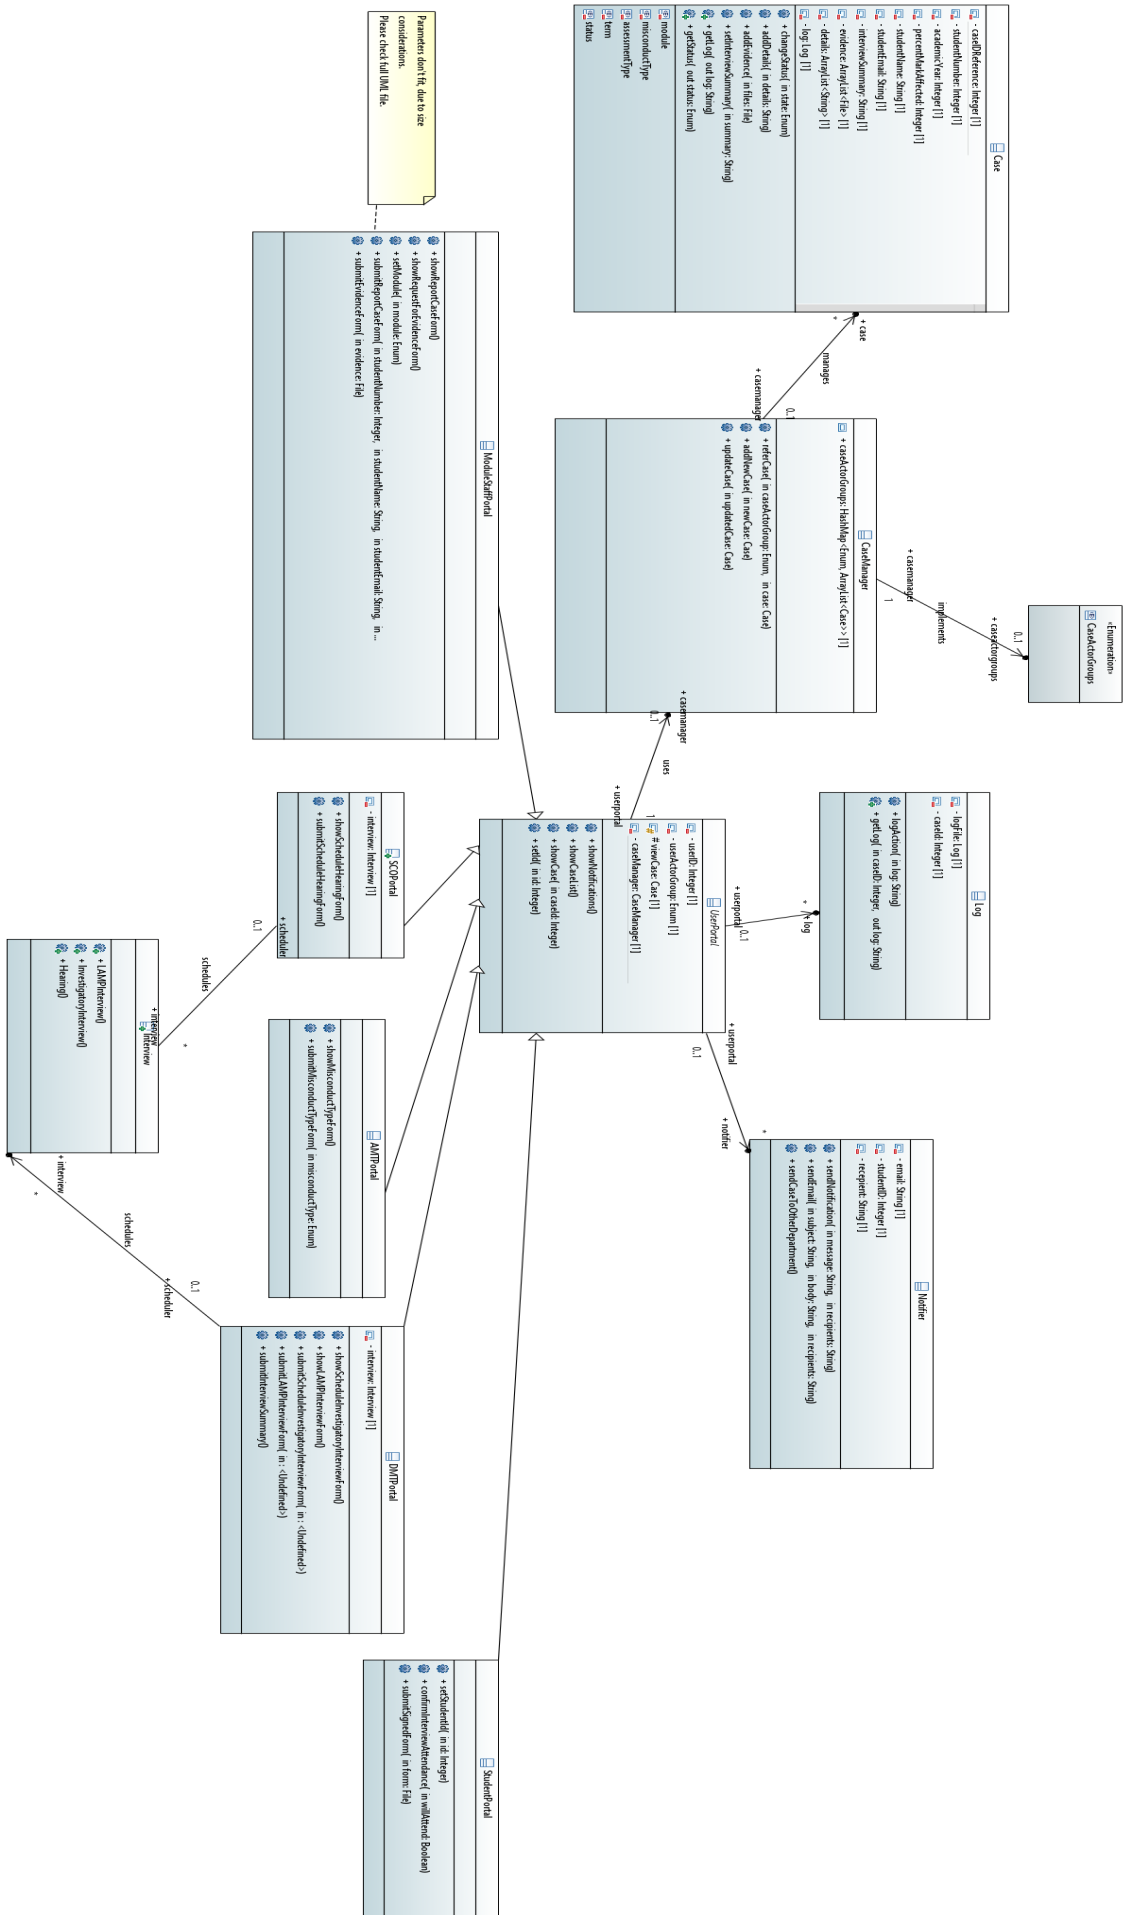 Case
- caseIDReference: Integer [1]
- studentNumber: Integer [1]
- academicYear: Integer [1]
- percentMarkAffected: Integer [1]
- studentName: String [1]
- studentEmail: String [1]
- interviewSummary: String [1]
- evidence: ArrayList<File> [1]
- details: ArrayList<String> [1]
- log: Log [1]
+ changeStatus( in state: Enum)
+ addDetails( in details: String)
+ addEvidence( in files: File)
+ setInterviewSummary( in summary: String)
+ getLog( out log: String)
+ getStatus( out status: Enum)
module
misconductType
assessmentType
term
status
+ case
*
manages
0..1
+ casemanager
CaseManager
+ caseActorGroups: HashMap<Enum, ArrayList<Case>> [1]
+ referCase( in caseActorGroup: Enum, in case: Case)
+ addNewCase( in newCase: Case)
+ updateCase( in updatedCase: Case)
+ casemanager
1
implements
0..1
+ caseactorgroups
«Enumeration»
CaseActorGroups
+ casemanager
0..1
uses
1
+ userportal
Log
- logFile: Log [1]
- caseId: Integer [1]
+ logAction( in log: String)
+ getLog( in caseID: Integer, out log: String)
+ log
*
0..1
+ userportal
UserPortal
- userID: Integer [1]
- userActorGroup: Enum [1]
# viewCase: Case [1]
- caseManager: CaseManager [1]
+ showNotifications()
+ showCaseList()
+ showCase( in caseId: Integer)
+ setId( in id: Integer)
+ userportal
0..1
+ notifier
*
Notifier
- email: String [1]
- studentID: Integer [1]
- recepient: String [1]
+ sendNotification( in message: String, in recipients: String)
+ sendEmail( in subject: String, in body: String, in recipients: String)
+ sendCaseToOtherDepartment()
Parameters don't fit, due to size
considerations.
Please check full UML file.
ModuleStaffPortal
+ showReportCaseForm()
+ showRequestForEvidenceForm()
+ setModule( in module: Enum)
+ submitReportCaseForm( in studentNumber: Integer, in studentName: String, in studentEmail: String, in ...
+ submitEvidenceForm( in evidence: File)
SCOPortal
- interview: Interview [1]
+ showScheduleHearingForm()
+ submitScheduleHearingForm()
+ scheduler
0..1
schedules
*
+ interview
Interview
+ LAMPInterview()
+ InvestigatoryInterview()
+ Hearing()
+ interview
*
schedules
0..1
+ scheduler
AMTPortal
+ showMisconductTypeForm()
+ submitMisconductTypeForm( in misconductType: Enum)
DMTPortal
- interview: Interview [1]
+ showScheduleInvestigatoryInterviewForm()
+ showLAMPInterviewForm()
+ submitScheduleInvestigatoryInterviewForm( in : <Undefined>)
+ submitLAMPInterviewForm( in : <Undefined>)
+ submitInterviewSummary()
StudentPortal
+ setStudentId( in id: Integer)
+ confirmInterviewAttendance( in willAttend: Boolean)
+ submitSignedForm( in form: File)